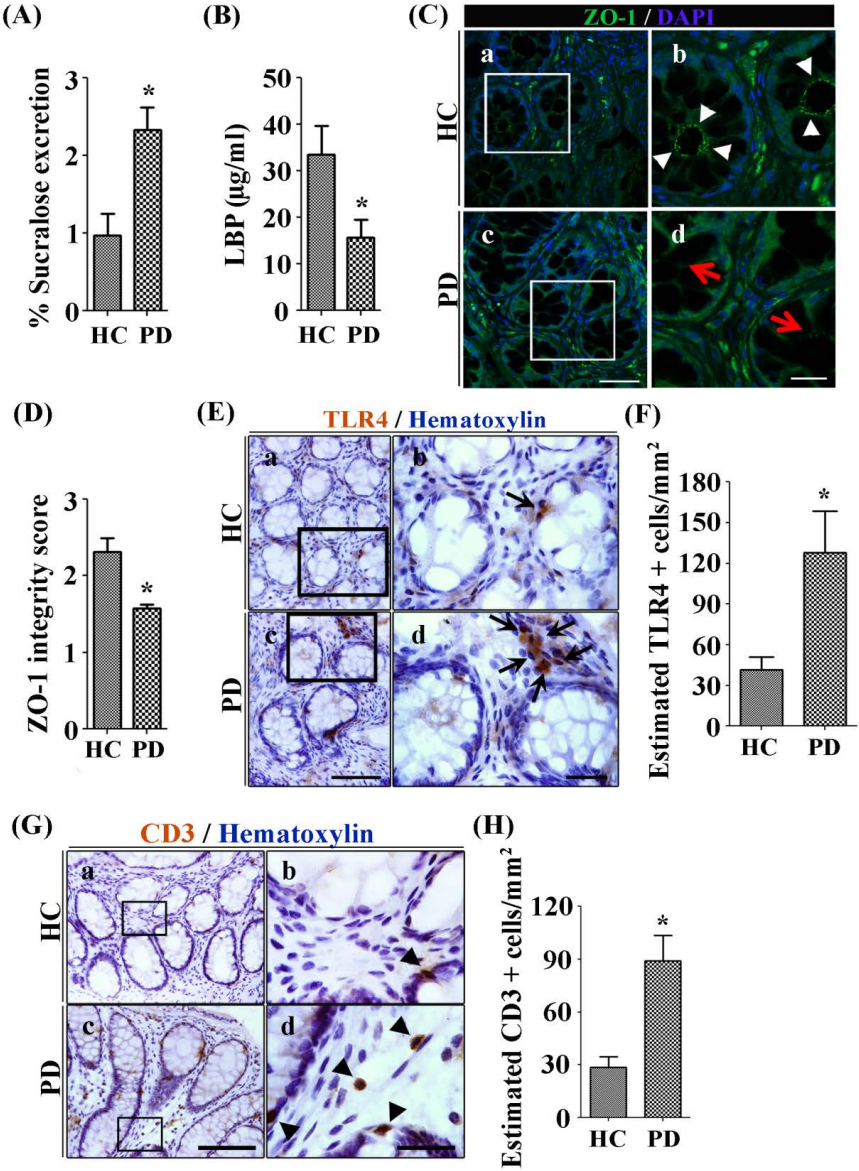 (A)
% Sucralose excretion
3
2
1
0
*
HC PD
(B)
LBP (µg/ml)
50
40
30
20
10
0
*
HC PD
(C)
ZO-1 / DAPI
HC
a
b
PD
c
d
(D)
ZO-1 integrity score
3
2
1
0
*
HC PD
(E)
TLR4 / Hematoxylin
HC
a
b
PD
c
d
(F)
Estimated TLR4 + cells/mm²
180
150
120
90
60
30
0
*
HC PD
(G)
CD3 / Hematoxylin
HC
a
b
PD
c
d
(H)
Estimated CD3 + cells/mm²
120
90
60
30
0
*
HC PD